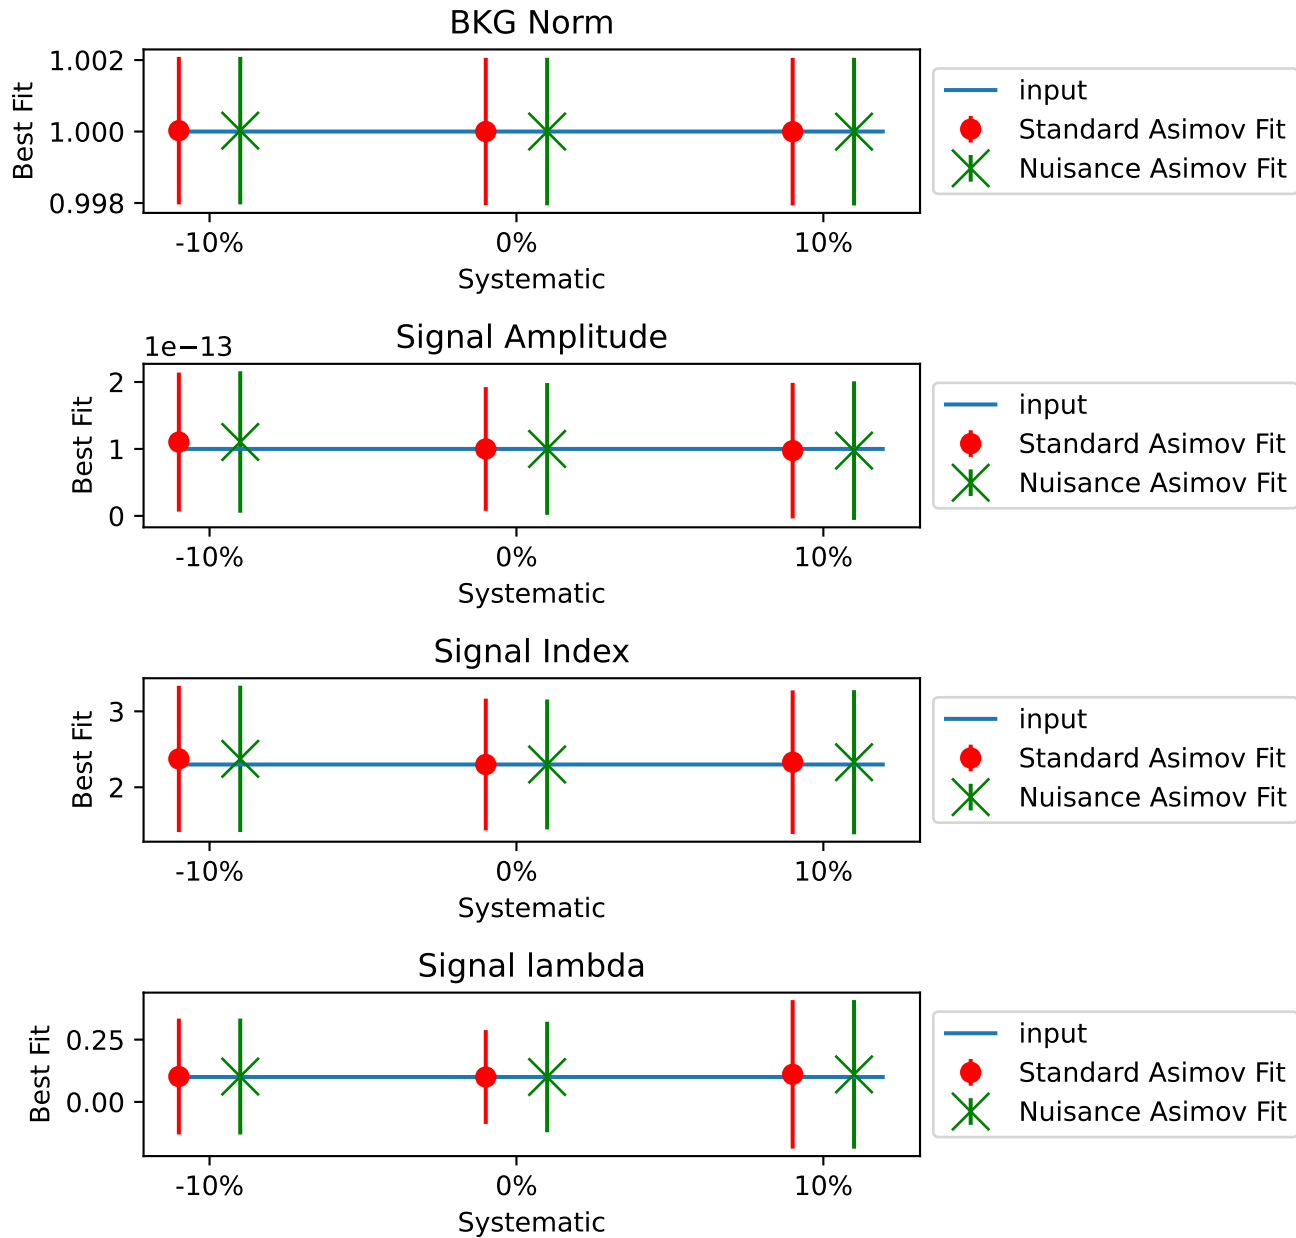 BKG Norm
1.002
1.000
0.998
Best Fit
-10% 0% 10%
Systematic
input
Standard Asimov Fit
Nuisance Asimov Fit
Signal Amplitude
1e−13
2
1
0
Best Fit
-10% 0% 10%
Systematic
input
Standard Asimov Fit
Nuisance Asimov Fit
Signal Index
3
2
Best Fit
-10% 0% 10%
Systematic
input
Standard Asimov Fit
Nuisance Asimov Fit
Signal lambda
0.25
0.00
Best Fit
-10% 0% 10%
Systematic
input
Standard Asimov Fit
Nuisance Asimov Fit